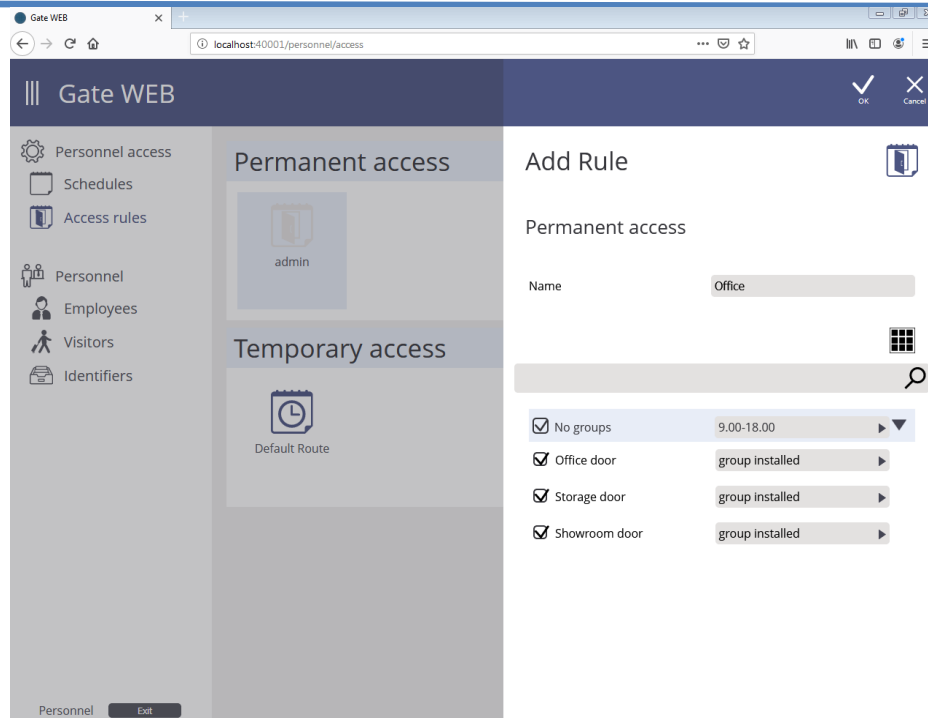 Gate WEB
localhost:40001/personnel/access
Gate WEB
OK
Cancel
Personnel access
Schedules
Access rules
Personnel
Employees
Visitors
Identifiers
Personnel
Exit
Permanent access
admin
Temporary access
Default Route
Add Rule
Permanent access
Name
Office
No groups 9.00-18.00
Office door group installed
Storage door group installed
Showroom door group installed